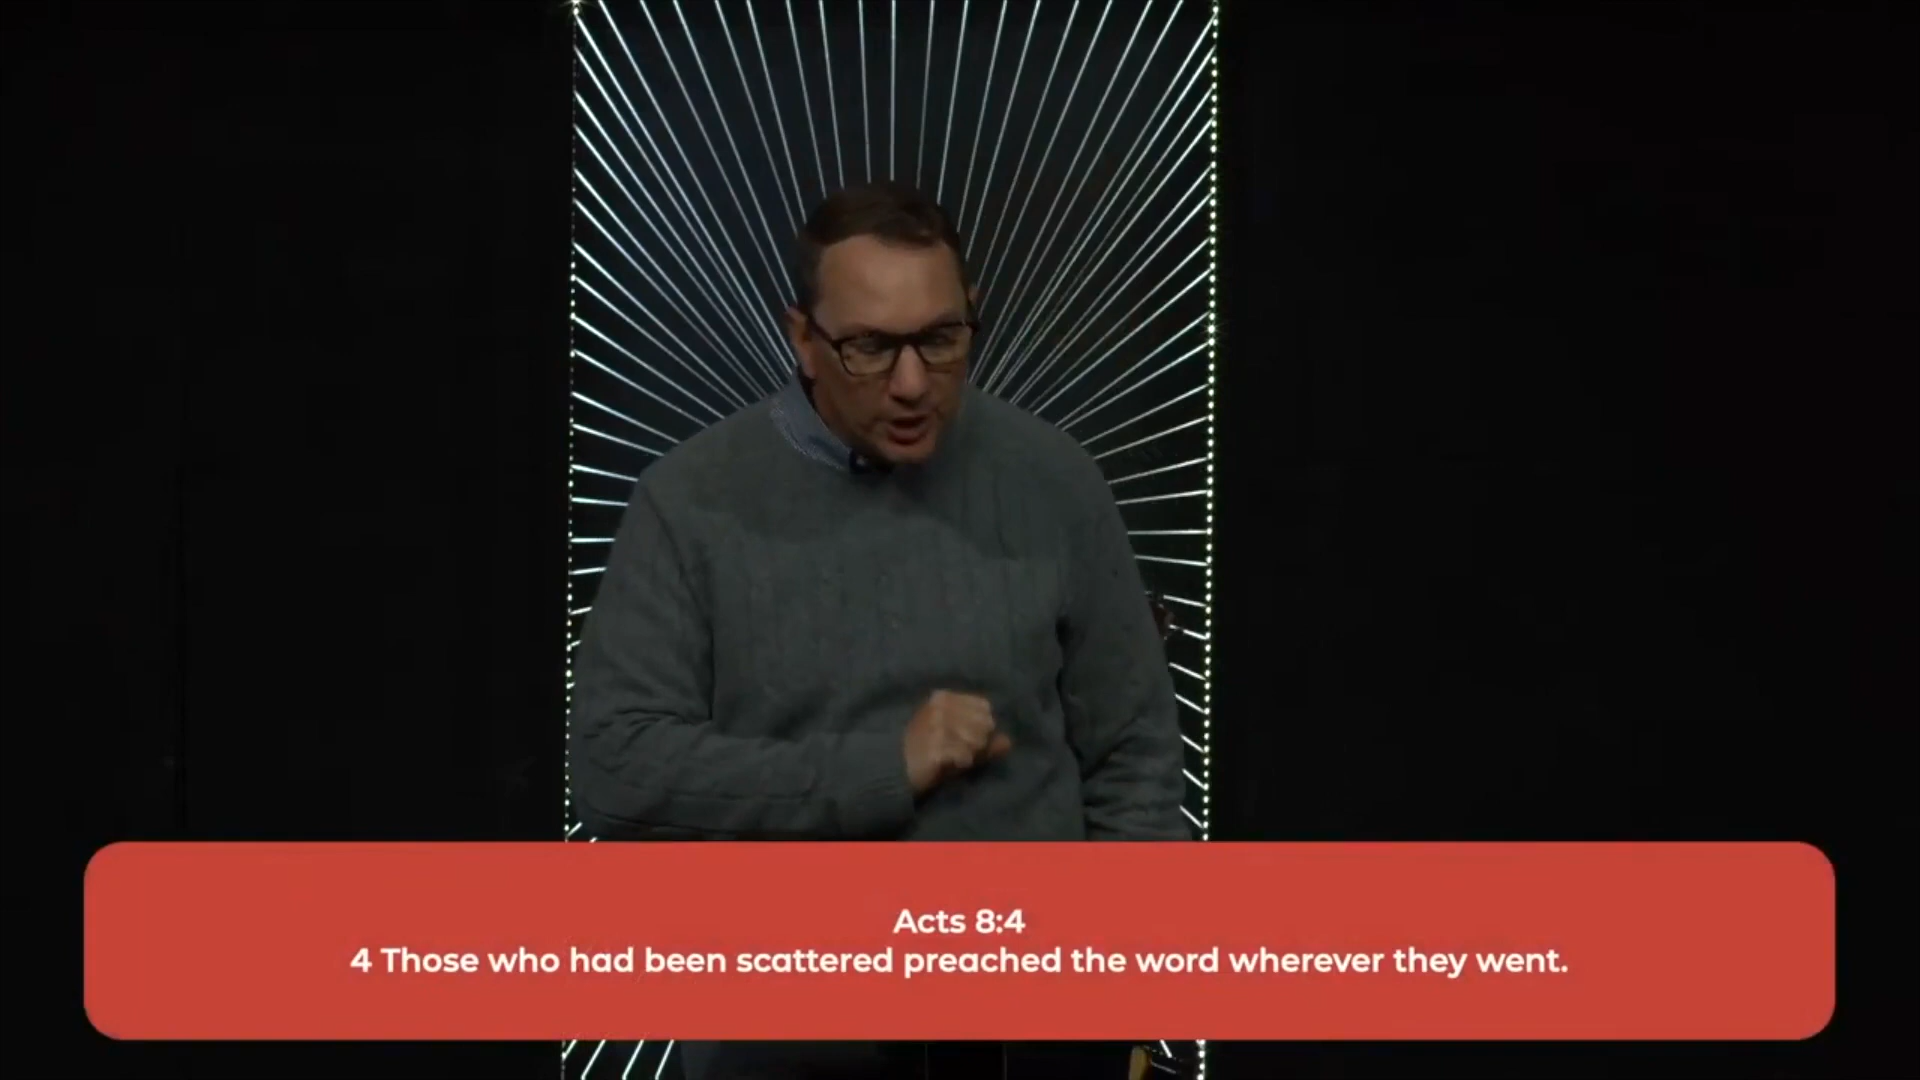 Acts 8:4
4 Those who had been scattered preached the word wherever they went.